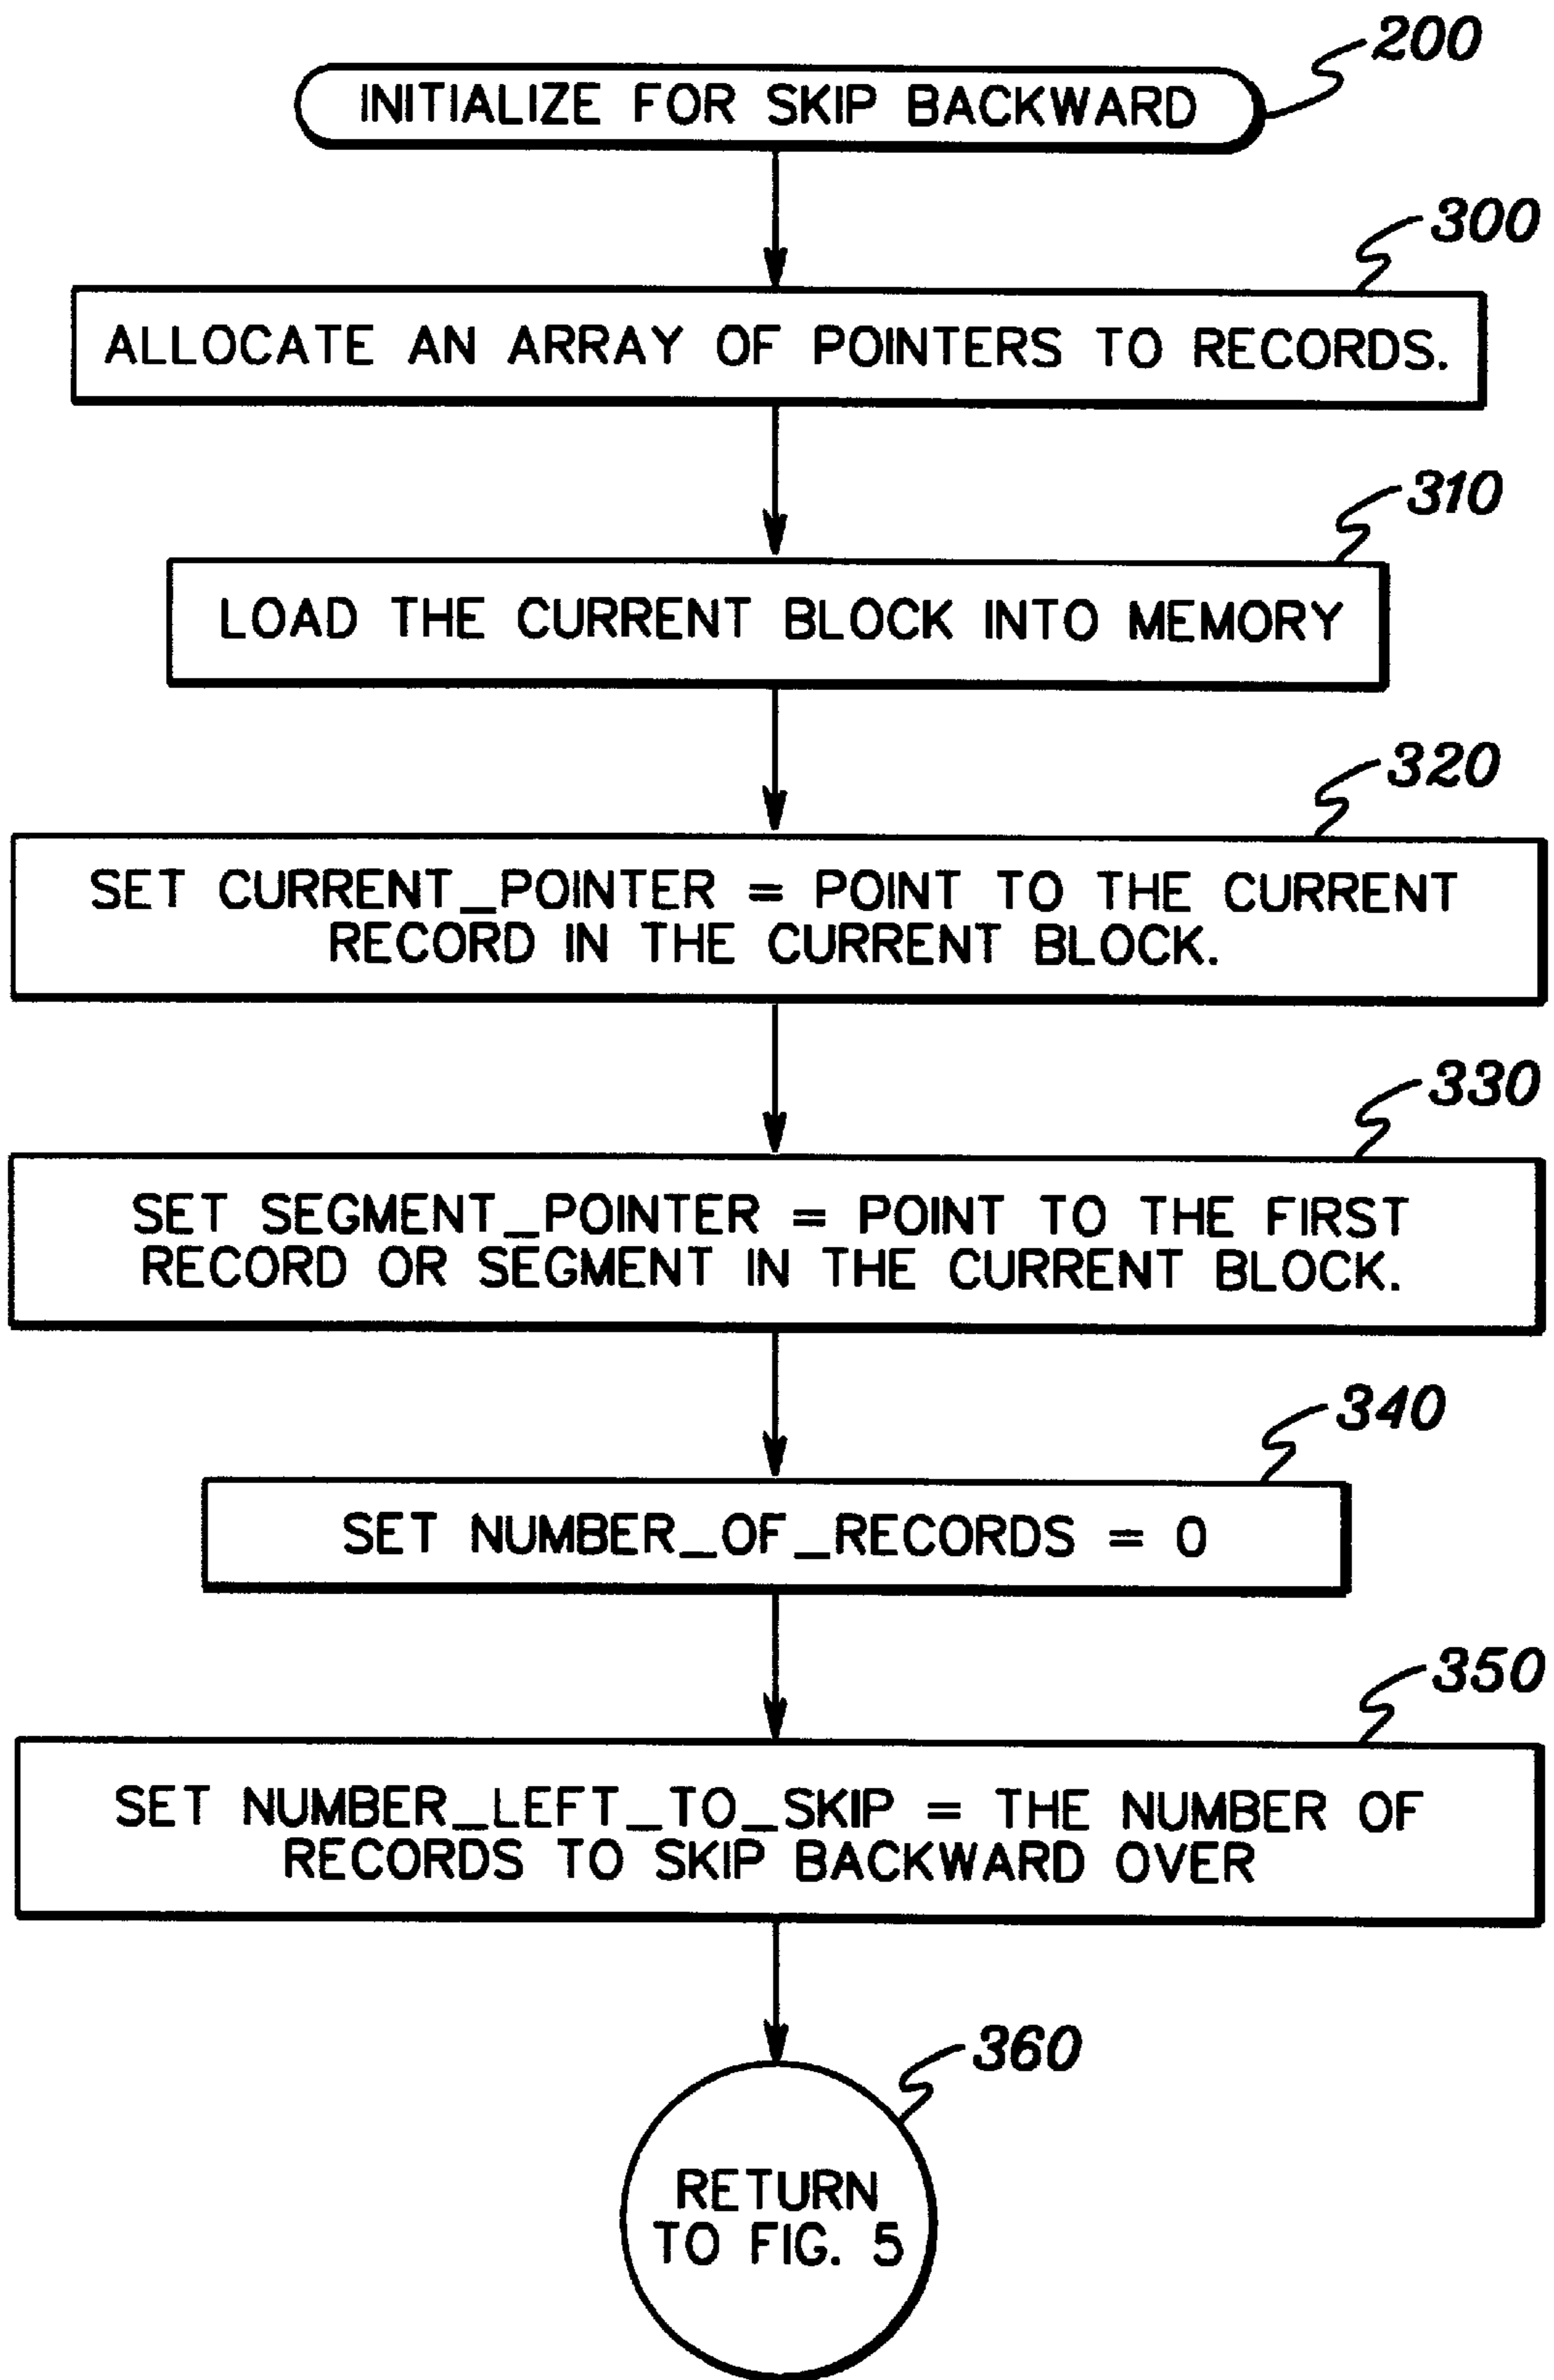 200
INITIALIZE FOR SKIP BACKWARD
300
ALLOCATE AN ARRAY OF POINTERS TO RECORDS.
310
LOAD THE CURRENT BLOCK INTO MEMORY
320
SET CURRENT_POINTER = POINT TO THE CURRENT
RECORD IN THE CURRENT BLOCK.
330
SET SEGMENT_POINTER = POINT TO THE FIRST
RECORD OR SEGMENT IN THE CURRENT BLOCK.
340
SET NUMBER_OF_RECORDS = 0
350
SET NUMBER_LEFT_TO_SKIP = THE NUMBER OF
RECORDS TO SKIP BACKWARD OVER
360
RETURN
TO FIG. 5